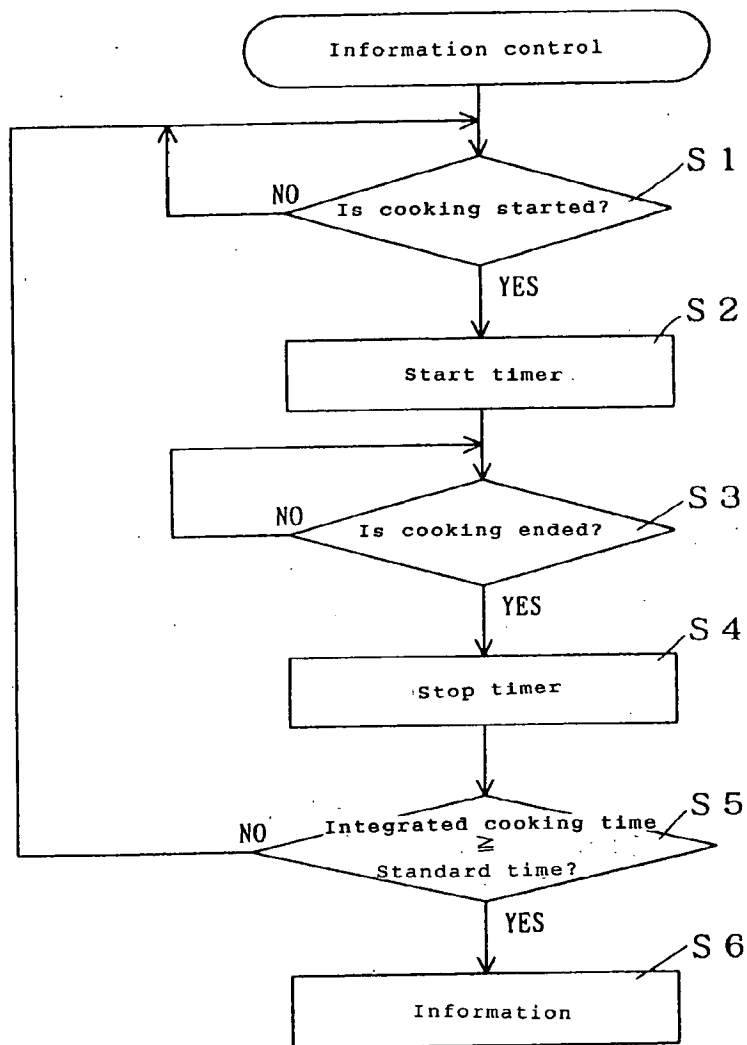 Information control
S 1
NO
Is cooking started?
YES
S 2
Start timer
S 3
NO
Is cooking ended?
YES
S 4
Stop timer
S 5
NO
Integrated cooking time
≧
Standard time?
YES
S 6
Information